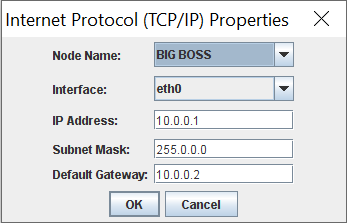 Internet Protocol (TCP/IP) Properties
Node Name: BIG BOSS
Interface: eth0
IP Address: 10.0.0.1
Subnet Mask: 255.0.0.0
Default Gateway: 10.0.0.2
OK Cancel